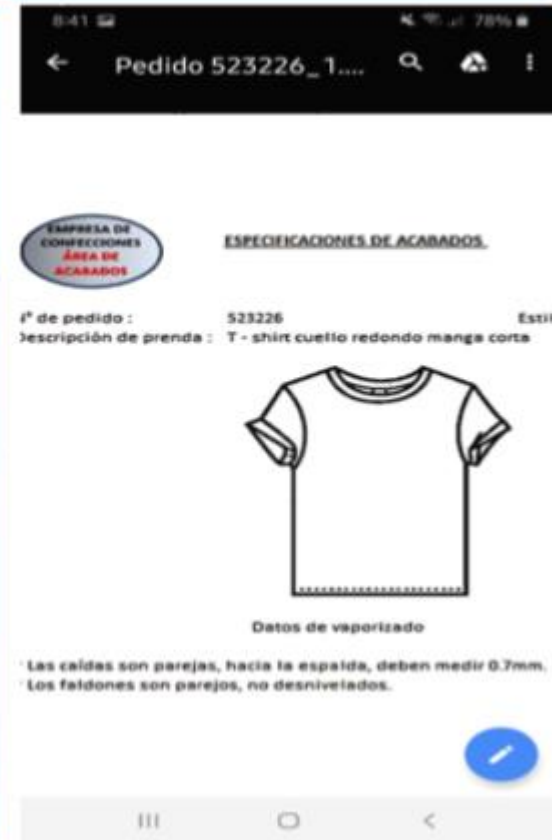 8:41 78%
Pedido 523226_1....
EMPRESA DE
CONFECCIONES
ÁREA DE
ACABADOS
ESPECIFICACIONES DE ACABADOS
° de pedido : 523226 Estil
Descripción de prenda : T - shirt cuello redondo manga corta
Datos de vaporizado
Las caídas son parejas, hacia la espalda, deben medir 0.7mm.
Los faldones son parejos, no desnivelados.